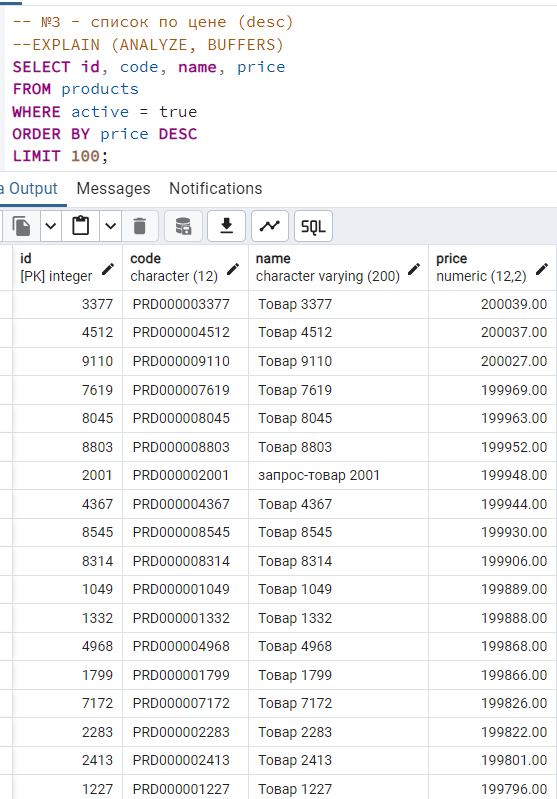 -- №3 - список по цене (desc)
--EXPLAIN (ANALYZE, BUFFERS)
SELECT id, code, name, price
FROM products
WHERE active = true
ORDER BY price DESC
LIMIT 100;
a Output Messages Notifications
SQL
id code name price
[PK] integer character (12) character varying (200) numeric (12,2)
3377 PRD000003377 Товар 3377 200039.00
4512 PRD000004512 Товар 4512 200037.00
9110 PRD000009110 Товар 9110 200027.00
7619 PRD000007619 Товар 7619 199969.00
8045 PRD000008045 Товар 8045 199963.00
8803 PRD000008803 Товар 8803 199952.00
2001 PRD000002001 запрос-товар 2001 199948.00
4367 PRD000004367 Товар 4367 199944.00
8545 PRD000008545 Товар 8545 199930.00
8314 PRD000008314 Товар 8314 199906.00
1049 PRD000001049 Товар 1049 199889.00
1332 PRD000001332 Товар 1332 199888.00
4968 PRD000004968 Товар 4968 199868.00
1799 PRD000001799 Товар 1799 199866.00
7172 PRD000007172 Товар 7172 199826.00
2283 PRD000002283 Товар 2283 199822.00
2413 PRD000002413 Товар 2413 199801.00
1227 PRD000001227 Товар 1227 199796.00